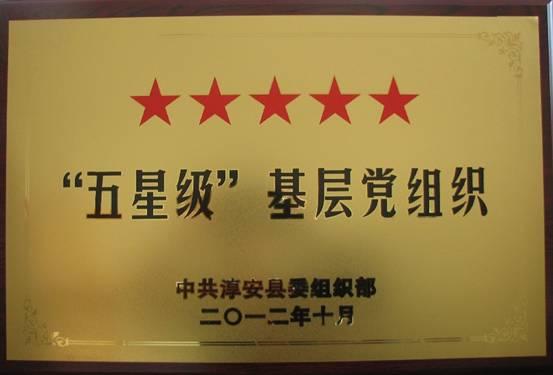 “五星级”基层党组织
中共淳安县委组织部
二〇一二年十月